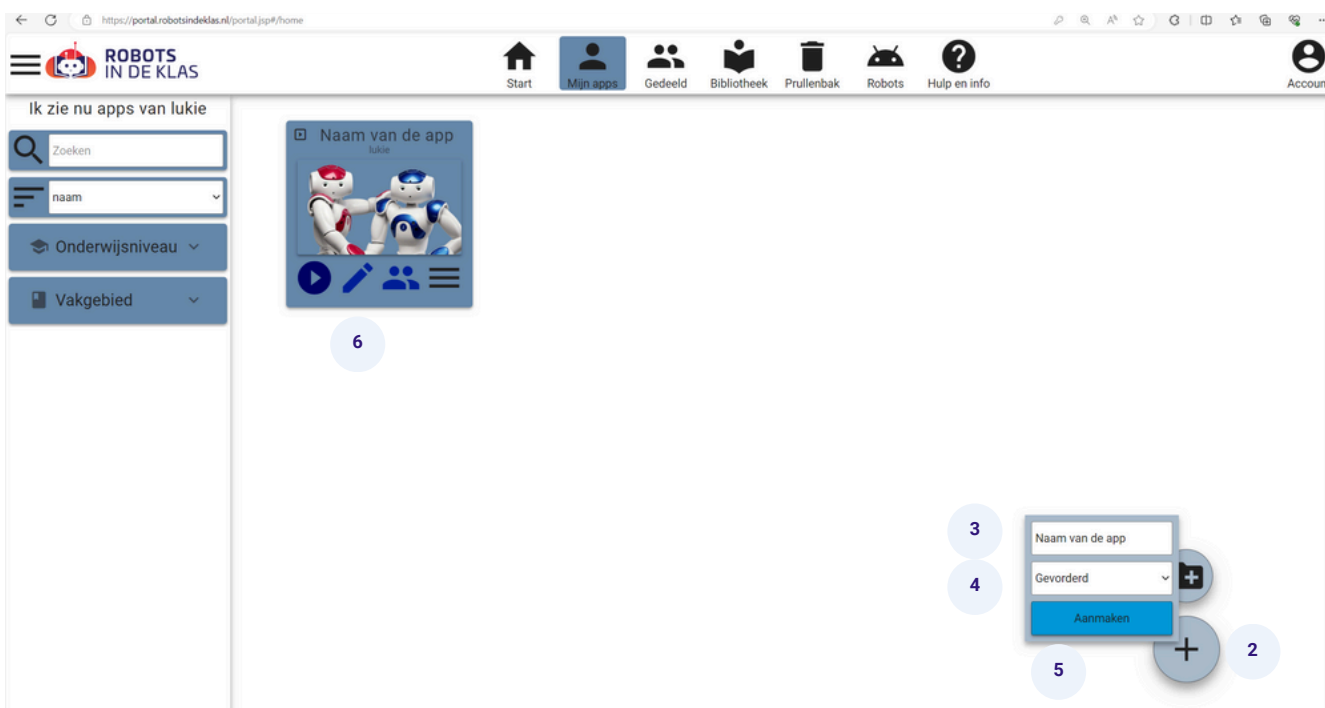 https://portal.robotsindeklas.nl/portal.jsp#/home
ROBOTS
IN DE KLAS
Start
Mijn apps
Gedeeld
Bibliotheek
Prullenbak
Robots
Hulp en info
Accoun
Ik zie nu apps van lukie
Zoeken
naam
Onderwijsniveau
Vakgebied
Naam van de app
lukie
6
3
Naam van de app
4
Gevorderd
Aanmaken
2
5